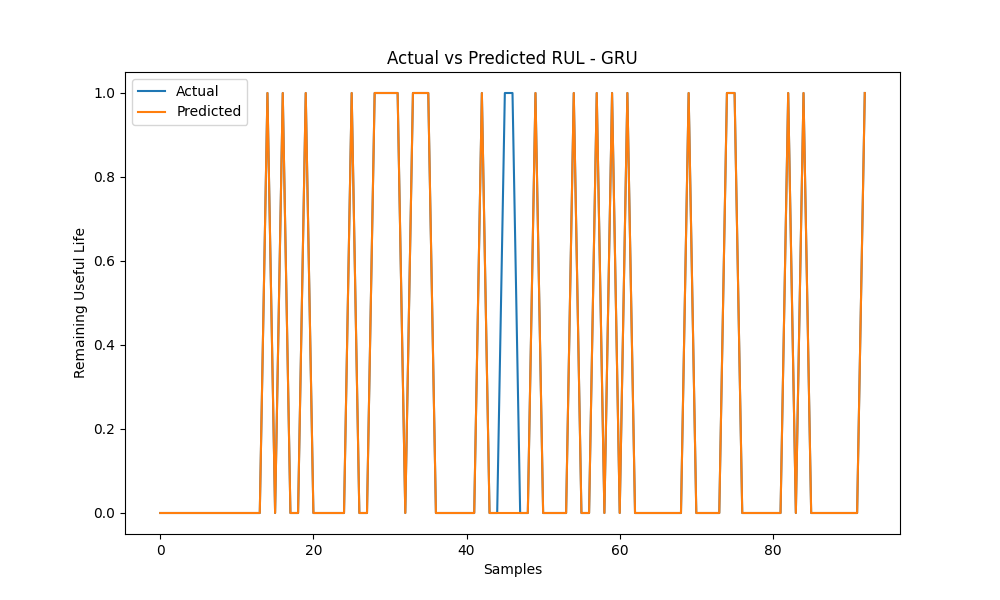 Actual vs Predicted RUL - GRU
Actual
Predicted
Remaining Useful Life
1.0
0.8
0.6
0.4
0.2
0.0
0 20 40 60 80
Samples